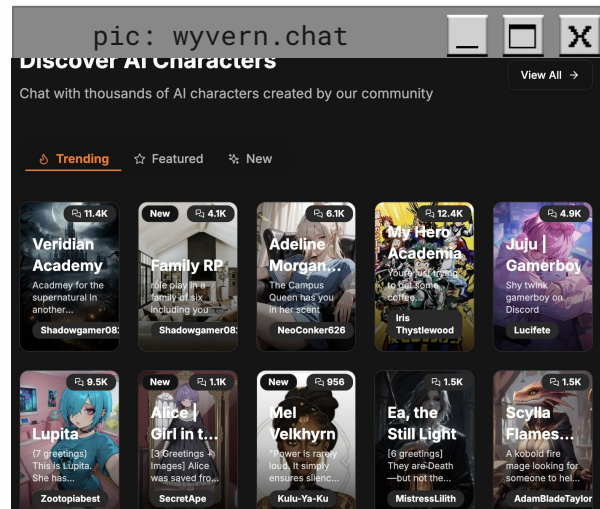 pic: wyvern.chat
Discover AI Characters
View All →
Chat with thousands of AI characters created by our community
Trending
Featured
New
11.4K
Veridian
Academy
Acadmey for the
supernatural In
another...
Shadowgamer08
New
4.1K
Family RP
role play in a
family of six
including you
Shadowgamer08
6.1K
Adeline
Morgan...
The Campus
Queen has you
in her scent
NeoConker626
12.4K
My Hero
Academia
You're just trying
to get some
coffee...
Iris
Thystlewood
4.9K
Juju |
Gamerboy
Shy twink
gamerboy on
Discord
Lucifete
9.5K
Lupita
(7 greetings)
This is Lupita.
She has...
Zootopiabest
New
1.1K
Alice |
Girl in t...
[3 Greetings +
Images] Alice
was saved fro...
SecretApe
New
956
Mel
Velkhyrn
"Power is rarely
loud. It simply
ensures silenc...
Kulu-Ya-Ku
1.5K
Ea, the
Still Light
[6 greetings]
They are Death
—but not the...
MistressLilith
1.5K
Scylla
Flames...
A kobold fire
mage looking for
someone to hel...
AdamBladeTaylor